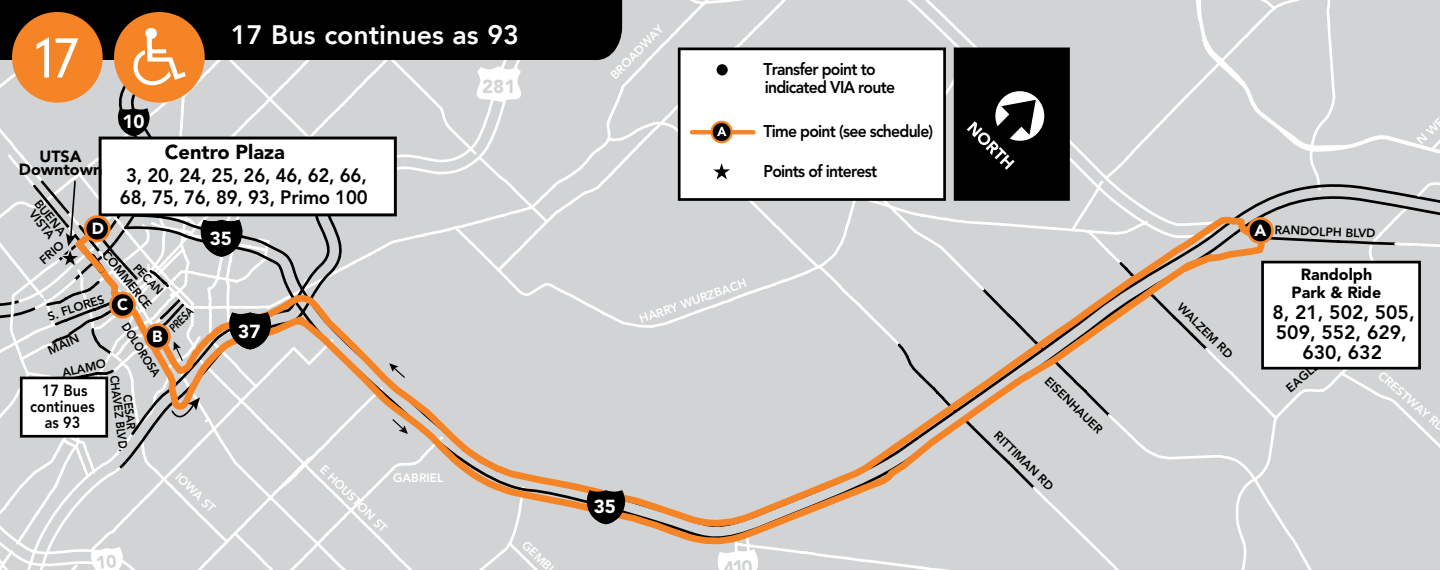 17
17 Bus continues as 93
281
BROADWAY
10
Transfer point to
indicated VIA route
A
Time point (see schedule)
Points of interest
NORTH
UTSA
Downtown
Centro Plaza
3, 20, 24, 25, 26, 46, 62, 66,
68, 75, 76, 89, 93, Primo 100
35
BUENA
VISTA
FRIO
D
COMMERCE
PECAN
PRESA
S. FLORES
C
MAIN
DOLOROSA
B
ALAMO
CESAR
CHAVEZ BLVD.
37
17 Bus
continues
as 93
HARRY WURZBACH
A
RANDOLPH BLVD
Randolph
Park & Ride
8, 21, 502, 505,
509, 552, 629,
630, 632
WALZEM RD
EISENHAUER
RITTIMAN RD
CRESTWAY RD
IOWA ST
E HOUSTON ST
GABRIEL
35
10
410